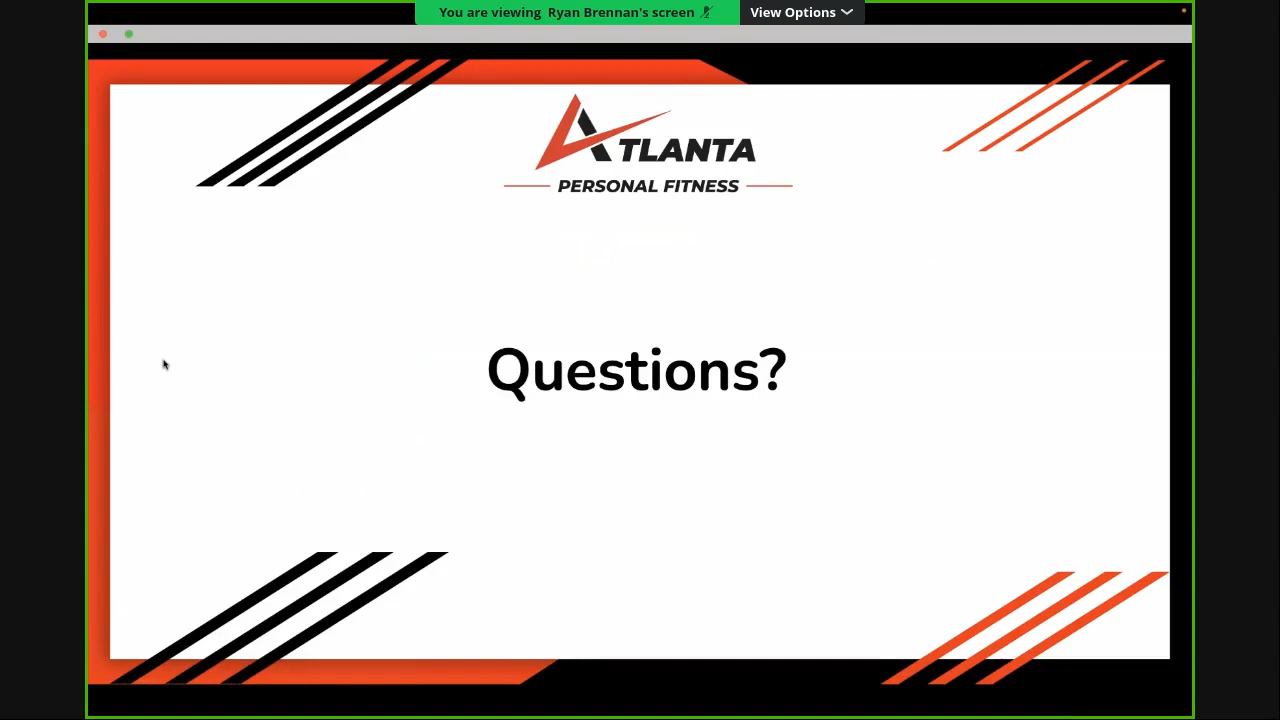 You are viewing Ryan Brennan's screen View Options
ATLANTA
PERSONAL FITNESS
Questions?